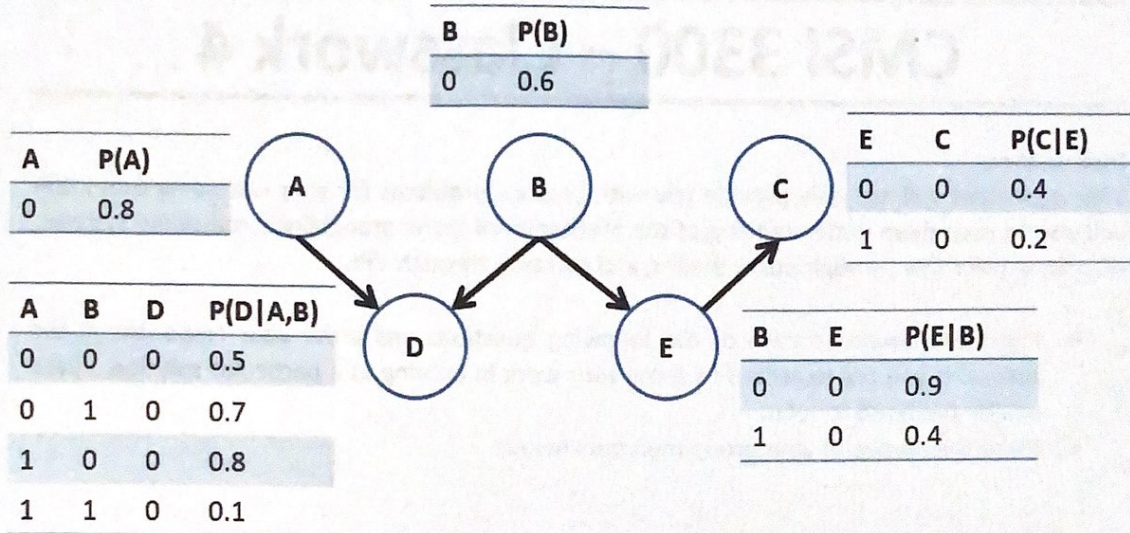 B P(B)
0 0.6
A P(A)
0 0.8
A
B
C
E C P(C|E)
0 0 0.4
1 0 0.2
A B D P(D|A,B)
0 0 0 0.5
0 1 0 0.7
1 0 0 0.8
1 1 0 0.1
D
E
B E P(E|B)
0 0 0.9
1 0 0.4